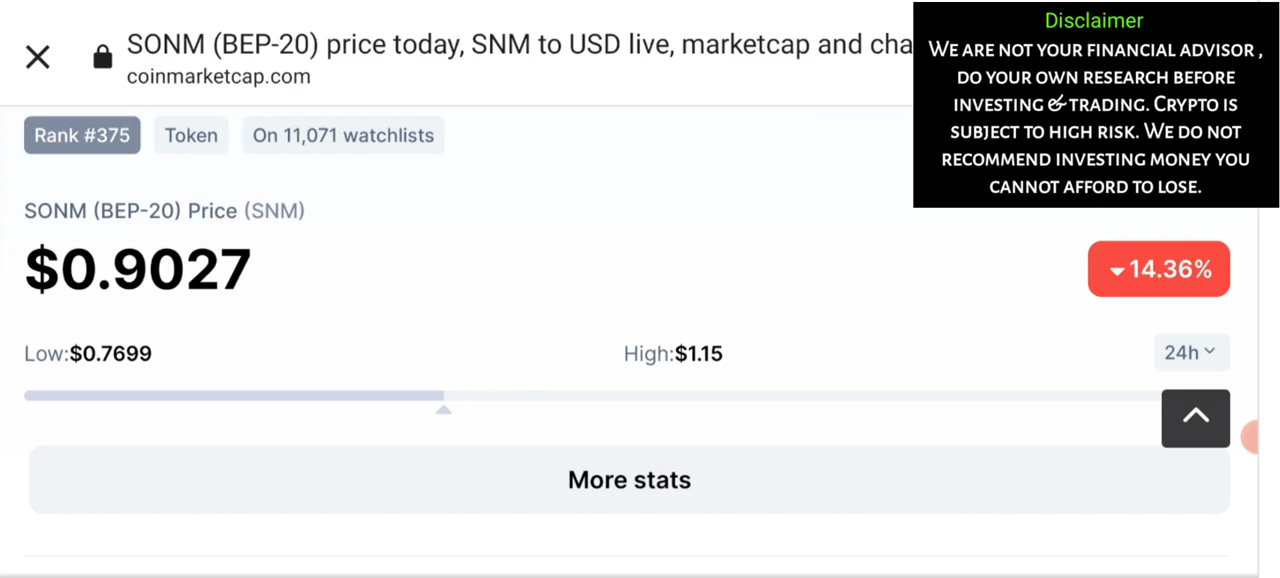 SONM (BEP-20) price today, SNM to USD live, marketcap and cha
coinmarketcap.com
Disclaimer
WE ARE NOT YOUR FINANCIAL ADVISOR ,
DO YOUR OWN RESEARCH BEFORE
INVESTING & TRADING. CRYPTO IS
SUBJECT TO HIGH RISK. WE DO NOT
RECOMMEND INVESTING MONEY YOU
CANNOT AFFORD TO LOSE.
Rank #375 Token On 11,071 watchlists
SONM (BEP-20) Price (SNM)
$0.9027 14.36%
Low:$0.7699 High:$1.15 24h
More stats